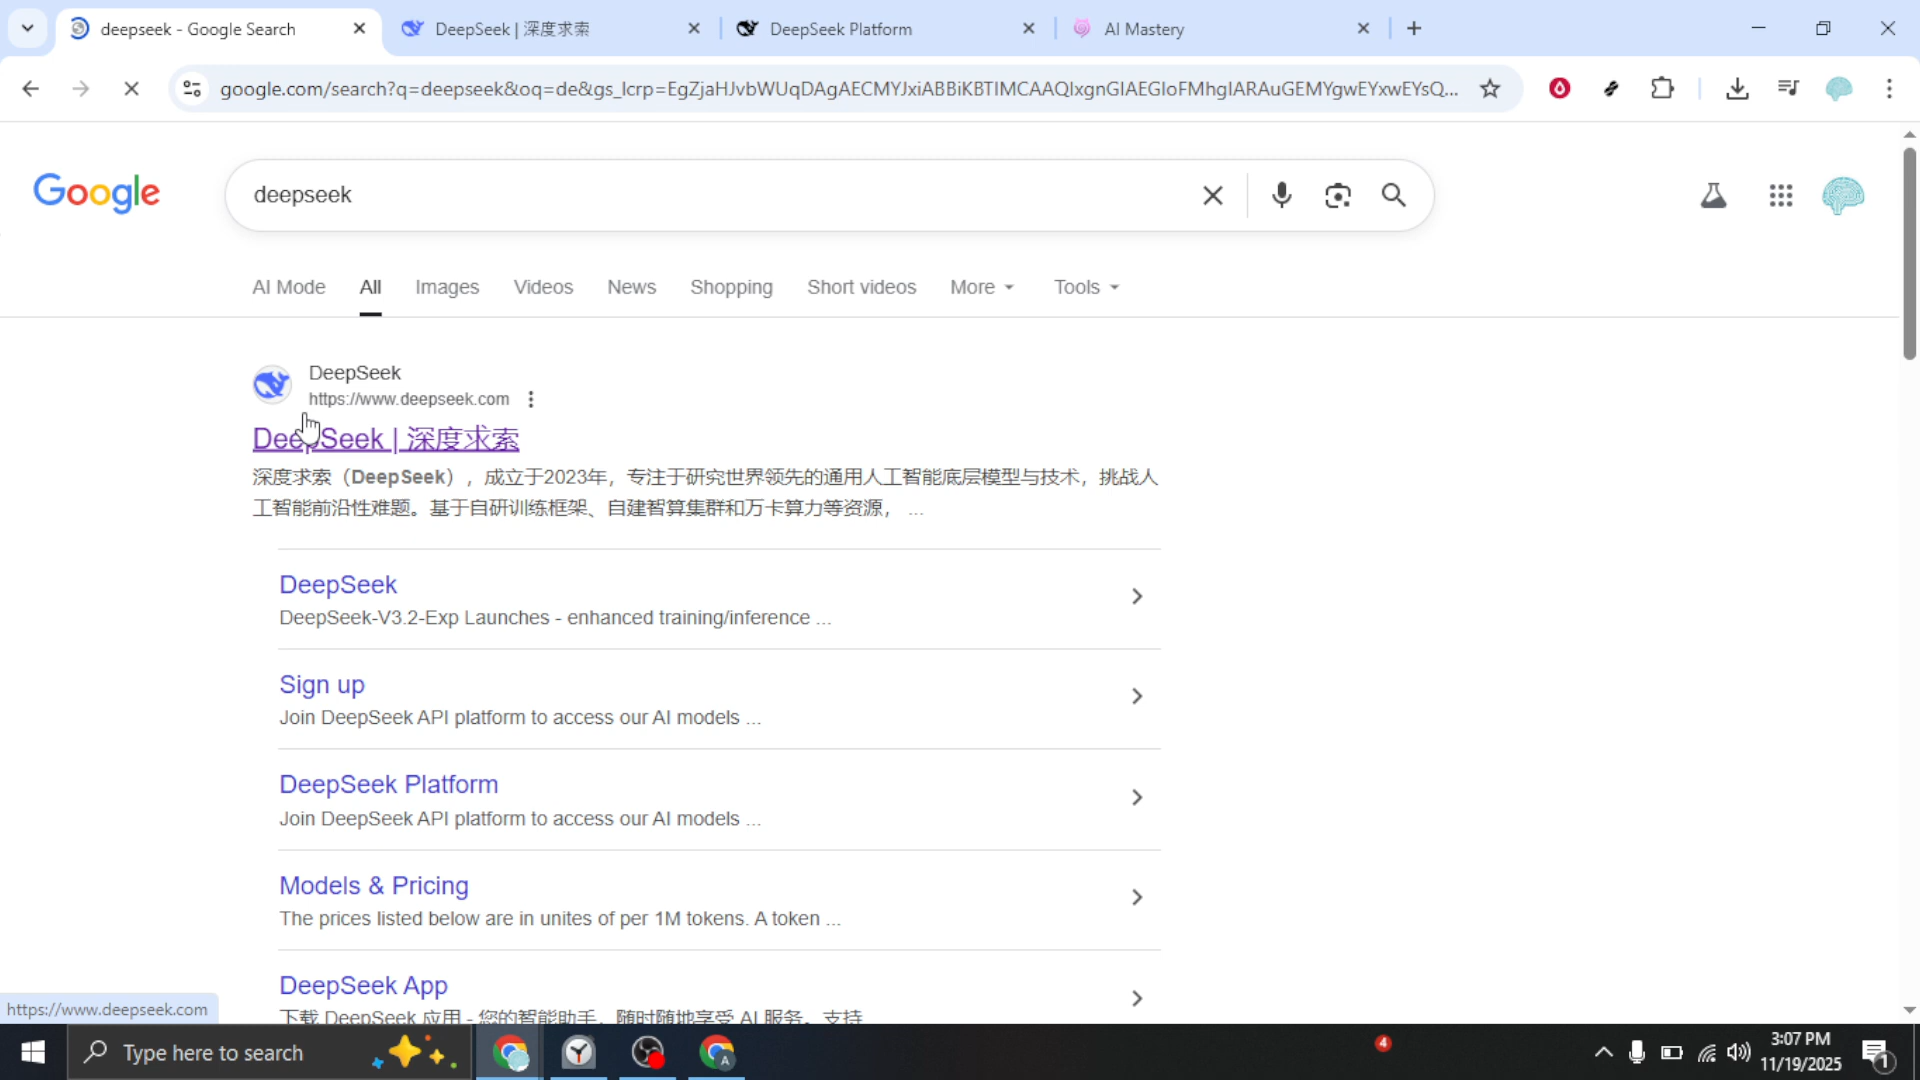 deepseek - Google Search
DeepSeek | 深度求索
DeepSeek Platform
AI Mastery
google.com/search?q=deepseek&oq=de&gs_lcrp=EgZjaHJvbWUqDAgAECMYJxiABBiKBTIMCAAQIxgnGIAEGIoFMhgIARAuGEMYgwEYxwEYsQ...
Google
deepseek
AI Mode
All
Images
Videos
News
Shopping
Short videos
More
Tools
DeepSeek
https://www.deepseek.com
DeepSeek | 深度求索
深度求索（DeepSeek），成立于2023年，专注于研究世界领先的通用人工智能底层模型与技术，挑战人
工智能前沿性难题。基于自研训练框架、自建智算集群和万卡算力等资源， ...
DeepSeek
DeepSeek-V3.2-Exp Launches - enhanced training/inference ...
Sign up
Join DeepSeek API platform to access our AI models ...
DeepSeek Platform
Join DeepSeek API platform to access our AI models ...
Models & Pricing
The prices listed below are in unites of per 1M tokens. A token ...
DeepSeek App
下载 DeepSeek 应用 - 您的智能助手，随时随地享受 AI 服务。支持
https://www.deepseek.com
Type here to search
A
4
3:07 PM
11/19/2025
1